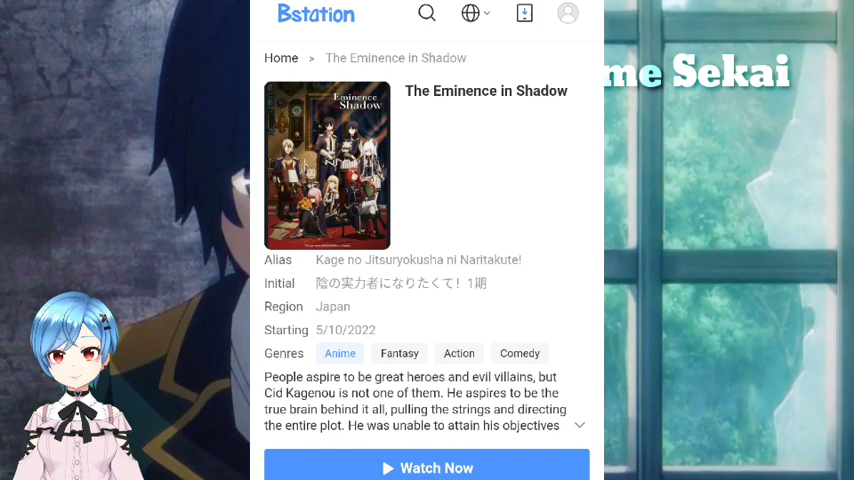 Bstation
Home > The Eminence in Shadow
me Sekai
Eminence
Shadow
The Eminence in Shadow
Alias Kage no Jitsuryokusha ni Naritakute!
Initial 陰の実力者になりたくて！1期
Region Japan
Starting 5/10/2022
Genres Anime Fantasy Action Comedy
People aspire to be great heroes and evil villains, but
Cid Kagenou is not one of them. He aspires to be the
true brain behind it all, pulling the strings and directing
the entire plot. He was unable to attain his objectives
Watch Now